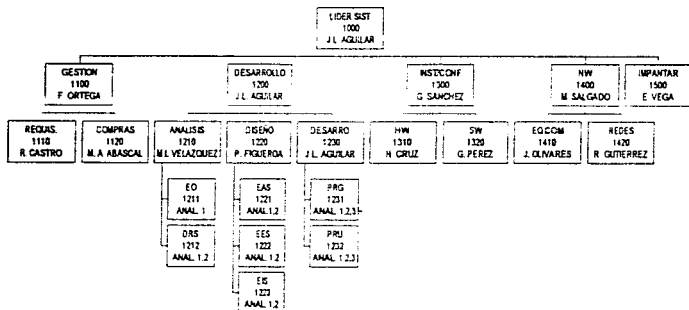 LIDER SIST
1000
J.L. AGUILAR
GESTION
1100
F. ORTEGA
DESARROLLO
1200
J.L. AGUILAR
INST/CONF
1300
G. SANCHEZ
NW
1400
M. SALGADO
IMPANTAR
1500
E. VEGA
REQUIS.
1110
R. CASTRO
COMPRAS
1120
M. A. ABASCAL
ANALISIS
1210
M.I. VELAZQUEZ
DISEÑO
1220
P. FIGUEROA
DESARRO
1230
J.L. AGUILAR
HW
1310
H. CRUZ
SW
1320
G. PEREZ
EQ.COM
1410
J. OLIVARES
REDES
1420
R. GUTIERREZ
EO
1211
ANAL. 1
EAS
1221
ANAL. 1,2
PRG
1231
ANAL. 1,2,3
DRS
1212
ANAL. 1,2
EES
1222
ANAL. 1,2
PRU
1232
ANAL. 1,2,3
EIS
1223
ANAL. 1,2